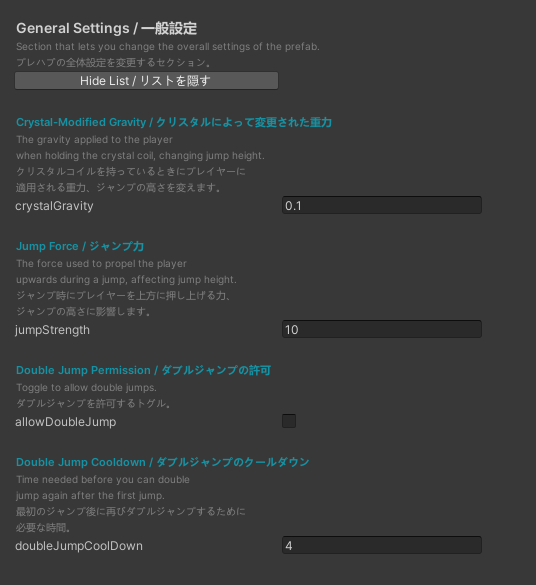 General Settings / 一般設定
Section that lets you change the overall settings of the prefab.
プレハブの全体設定を変更するセクション。
Hide List / リストを隠す
Crystal-Modified Gravity / クリスタルによって変更された重力
The gravity applied to the player
when holding the crystal coil, changing jump height.
クリスタルコイルを持っているときにプレイヤーに
適用される重力、ジャンプの高さを変えます。
crystalGravity 0.1
Jump Force / ジャンプ力
The force used to propel the player
upwards during a jump, affecting jump height.
ジャンプ時にプレイヤーを上方に押し上げる力、
ジャンプの高さに影響します。
jumpStrength 10
Double Jump Permission / ダブルジャンプの許可
Toggle to allow double jumps.
ダブルジャンプを許可するトグル。
allowDoubleJump
Double Jump Cooldown / ダブルジャンプのクールダウン
Time needed before you can double
jump again after the first jump.
最初のジャンプ後に再びダブルジャンプするために
必要な時間。
doubleJumpCoolDown 4